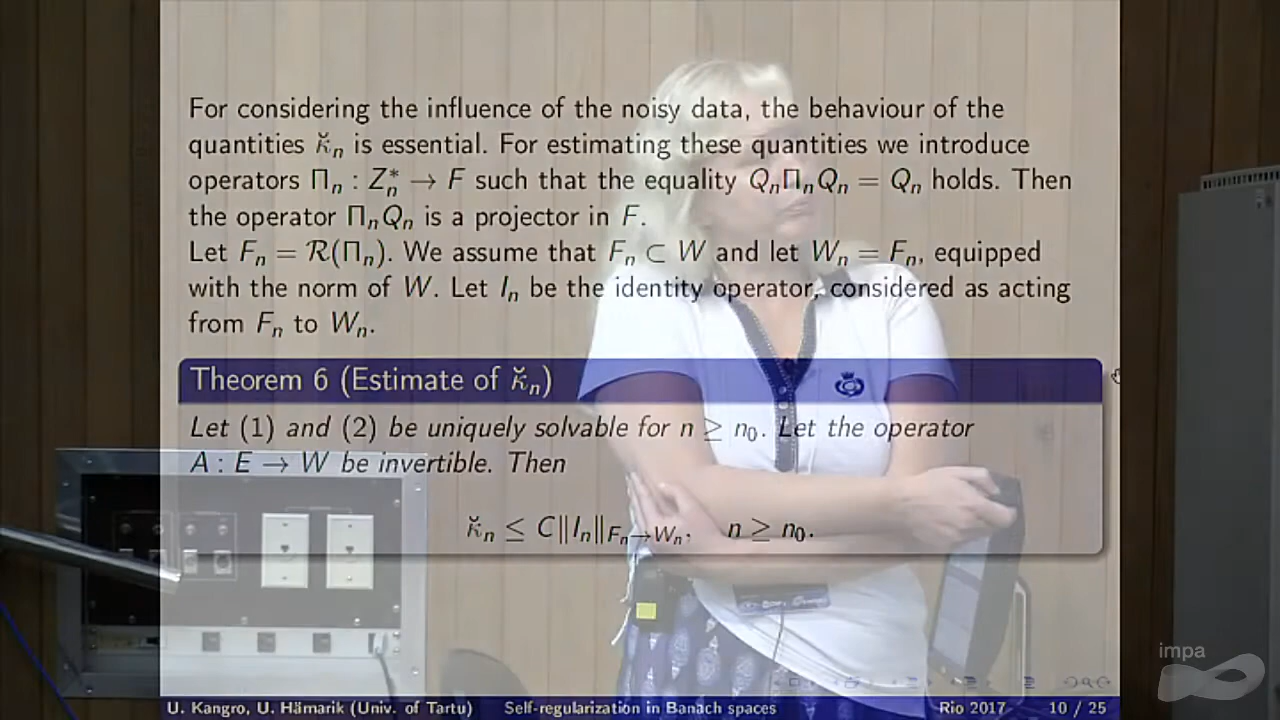 For considering the influence of the noisy data, the behaviour of the
quantities κ̆ₙ is essential. For estimating these quantities we introduce
operators Πₙ : Zₙ* → F such that the equality QₙΠₙQₙ = Qₙ holds. Then
the operator ΠₙQₙ is a projector in F.
Let Fₙ = ℛ(Πₙ). We assume that Fₙ ⊂ W and let Wₙ = Fₙ, equipped
with the norm of W. Let Iₙ be the identity operator, considered as acting
from Fₙ to Wₙ.
Theorem 6 (Estimate of κ̆ₙ)
Let (1) and (2) be uniquely solvable for n ≥ n₀. Let the operator
A : E → W be invertible. Then
κ̆ₙ ≤ C‖Iₙ‖_{Fₙ→Wₙ}, n ≥ n₀.
impa
U. Kangro, U. Hämarik (Univ. of Tartu) Self-regularization in Banach spaces Rio 2017 10 / 25